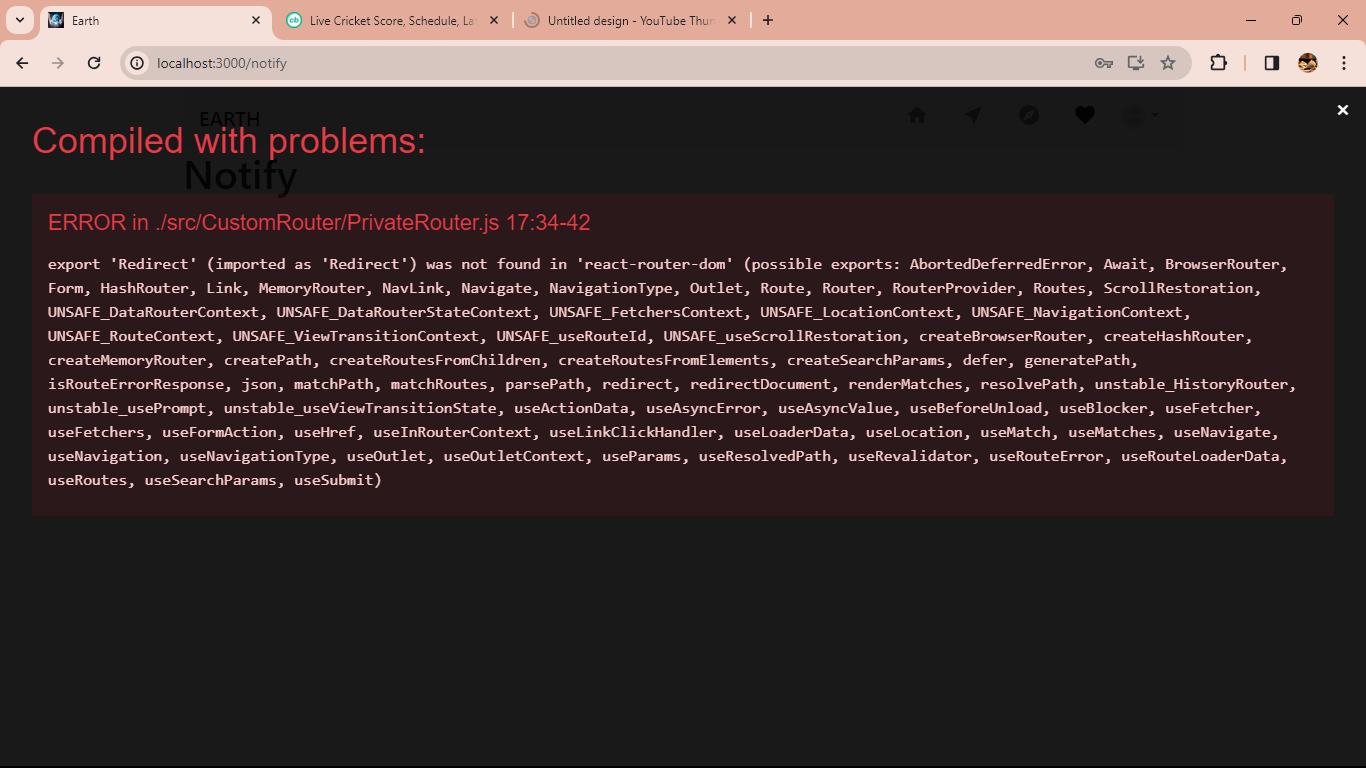 Earth
Live Cricket Score, Schedule, La
Untitled design - YouTube Thun
localhost:3000/notify
EARTH
Compiled with problems:
Notify
ERROR in ./src/CustomRouter/PrivateRouter.js 17:34-42
export 'Redirect' (imported as 'Redirect') was not found in 'react-router-dom' (possible exports: AbortedDeferredError, Await, BrowserRouter,
Form, HashRouter, Link, MemoryRouter, NavLink, Navigate, NavigationType, Outlet, Route, Router, RouterProvider, Routes, ScrollRestoration,
UNSAFE_DataRouterContext, UNSAFE_DataRouterStateContext, UNSAFE_FetchersContext, UNSAFE_LocationContext, UNSAFE_NavigationContext,
UNSAFE_RouteContext, UNSAFE_ViewTransitionContext, UNSAFE_useRouteId, UNSAFE_useScrollRestoration, createBrowserRouter, createHashRouter,
createMemoryRouter, createPath, createRoutesFromChildren, createRoutesFromElements, createSearchParams, defer, generatePath,
isRouteErrorResponse, json, matchPath, matchRoutes, parsePath, redirect, redirectDocument, renderMatches, resolvePath, unstable_HistoryRouter,
unstable_usePrompt, unstable_useViewTransitionState, useActionData, useAsyncError, useAsyncValue, useBeforeUnload, useBlocker, useFetcher,
useFetchers, useFormAction, useHref, useInRouterContext, useLinkClickHandler, useLoaderData, useLocation, useMatch, useMatches, useNavigate,
useNavigation, useNavigationType, useOutlet, useOutletContext, useParams, useResolvedPath, useRevalidator, useRouteError, useRouteLoaderData,
useRoutes, useSearchParams, useSubmit)